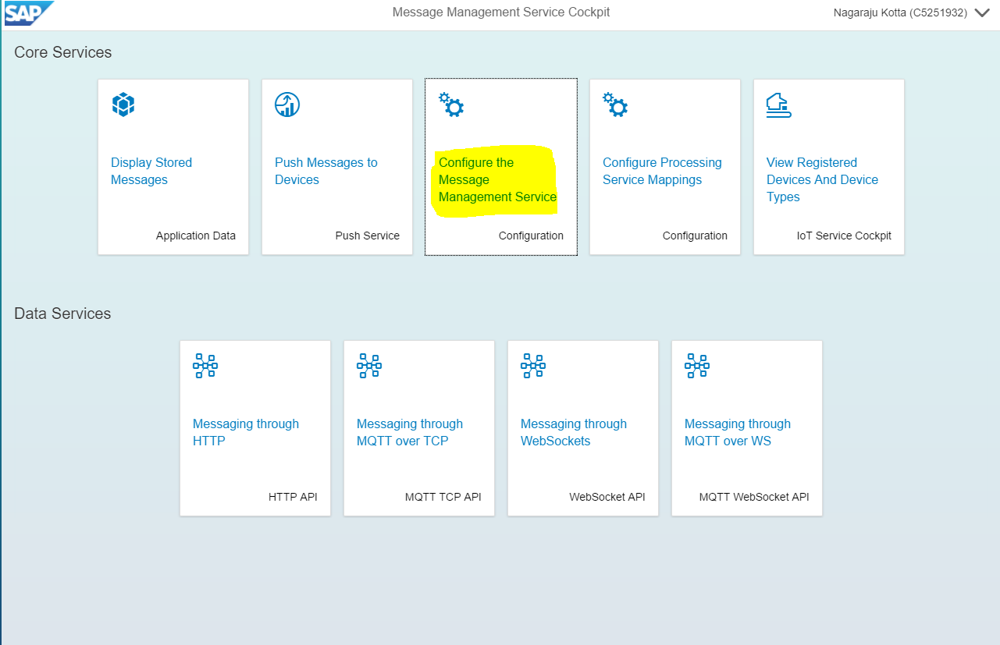 SAP
Message Management Service Cockpit
Nagaraju Kotta (C5251932)
Core Services
Display Stored
Messages
Application Data
Push Messages to
Devices
Push Service
Configure the
Message
Management Service
Configuration
Configure Processing
Service Mappings
Configuration
View Registered
Devices And Device
Types
IoT Service Cockpit
Data Services
Messaging through
HTTP
HTTP API
Messaging through
MQTT over TCP
MQTT TCP API
Messaging through
WebSockets
WebSocket API
Messaging through
MQTT over WS
MQTT WebSocket API